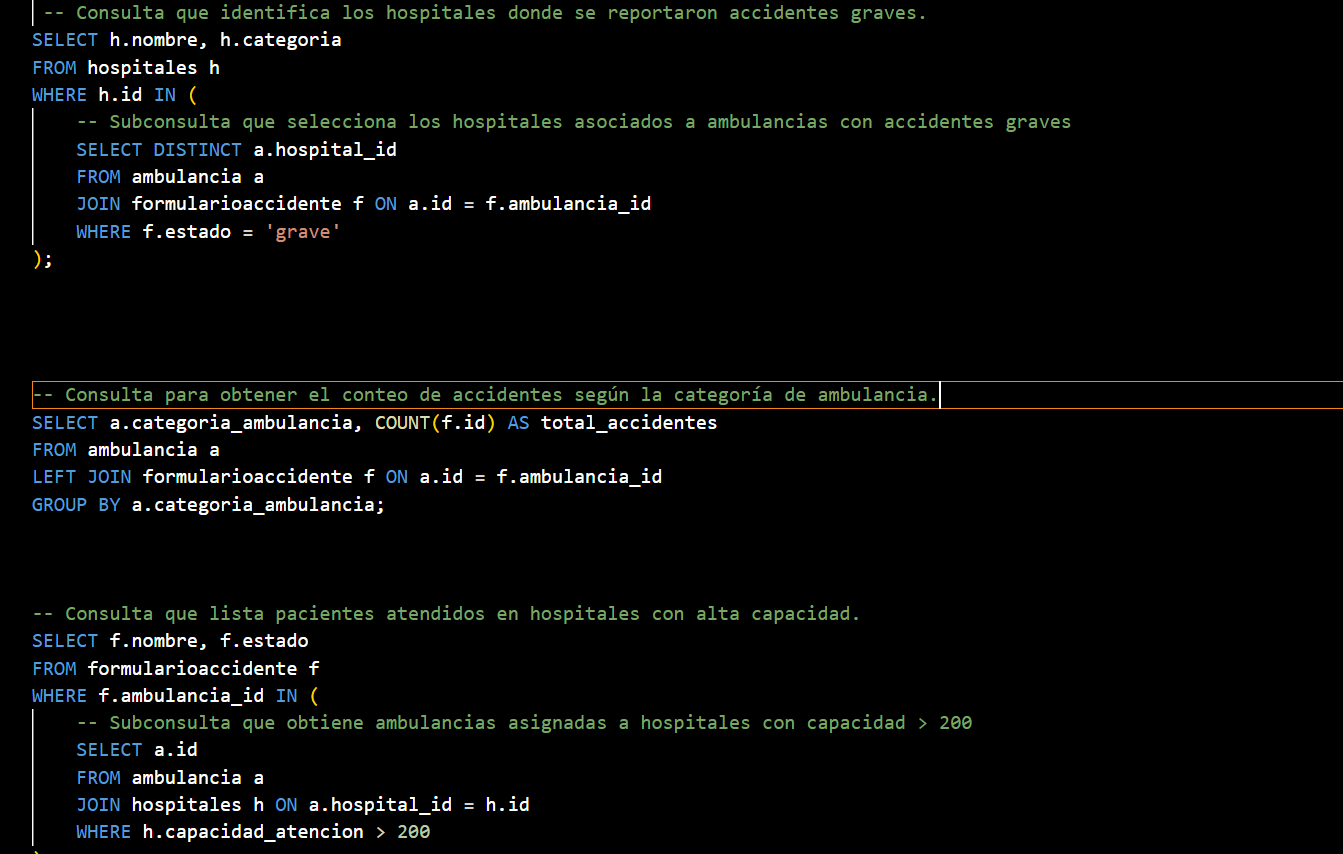 -- Consulta que identifica los hospitales donde se reportaron accidentes graves.
SELECT h.nombre, h.categoria
FROM hospitales h
WHERE h.id IN (
-- Subconsulta que selecciona los hospitales asociados a ambulancias con accidentes graves
SELECT DISTINCT a.hospital_id
FROM ambulancia a
JOIN formularioaccidente f ON a.id = f.ambulancia_id
WHERE f.estado = 'grave'
);
-- Consulta para obtener el conteo de accidentes según la categoría de ambulancia.
SELECT a.categoria_ambulancia, COUNT(f.id) AS total_accidentes
FROM ambulancia a
LEFT JOIN formularioaccidente f ON a.id = f.ambulancia_id
GROUP BY a.categoria_ambulancia;
-- Consulta que lista pacientes atendidos en hospitales con alta capacidad.
SELECT f.nombre, f.estado
FROM formularioaccidente f
WHERE f.ambulancia_id IN (
-- Subconsulta que obtiene ambulancias asignadas a hospitales con capacidad > 200
SELECT a.id
FROM ambulancia a
JOIN hospitales h ON a.hospital_id = h.id
WHERE h.capacidad_atencion > 200